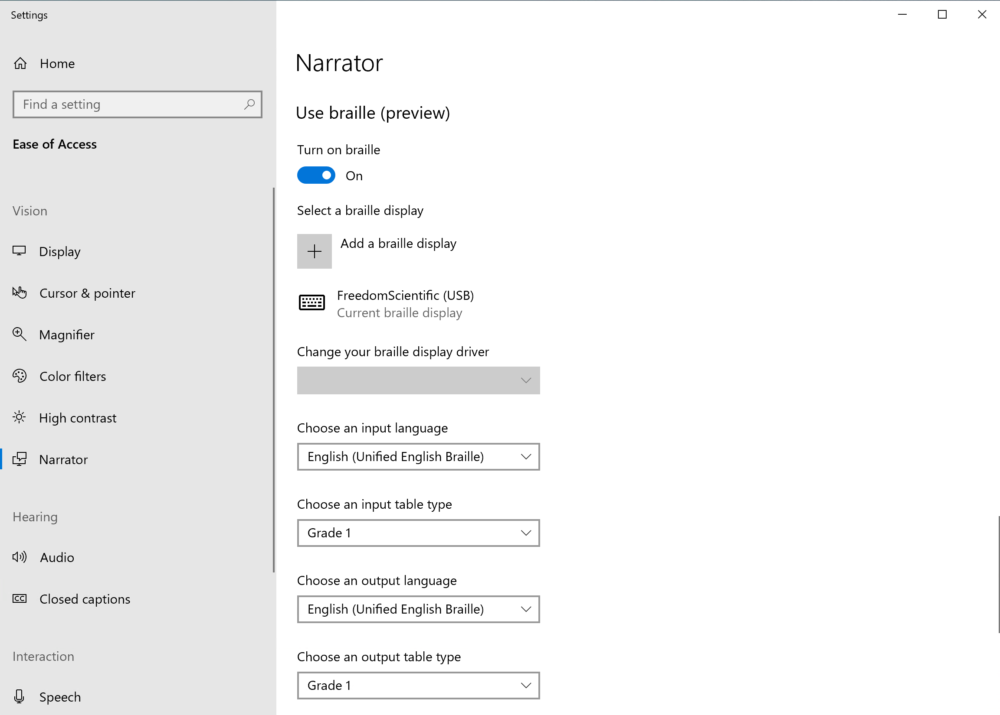 Settings
Home
Find a setting
Ease of Access
Vision
Display
Cursor & pointer
Magnifier
Color filters
High contrast
Narrator
Hearing
Audio
CC Closed captions
Interaction
Speech
Narrator
Use braille (preview)
Turn on braille
On
Select a braille display
Add a braille display
FreedomScientific (USB)
Current braille display
Change your braille display driver
Choose an input language
English (Unified English Braille)
Choose an input table type
Grade 1
Choose an output language
English (Unified English Braille)
Choose an output table type
Grade 1